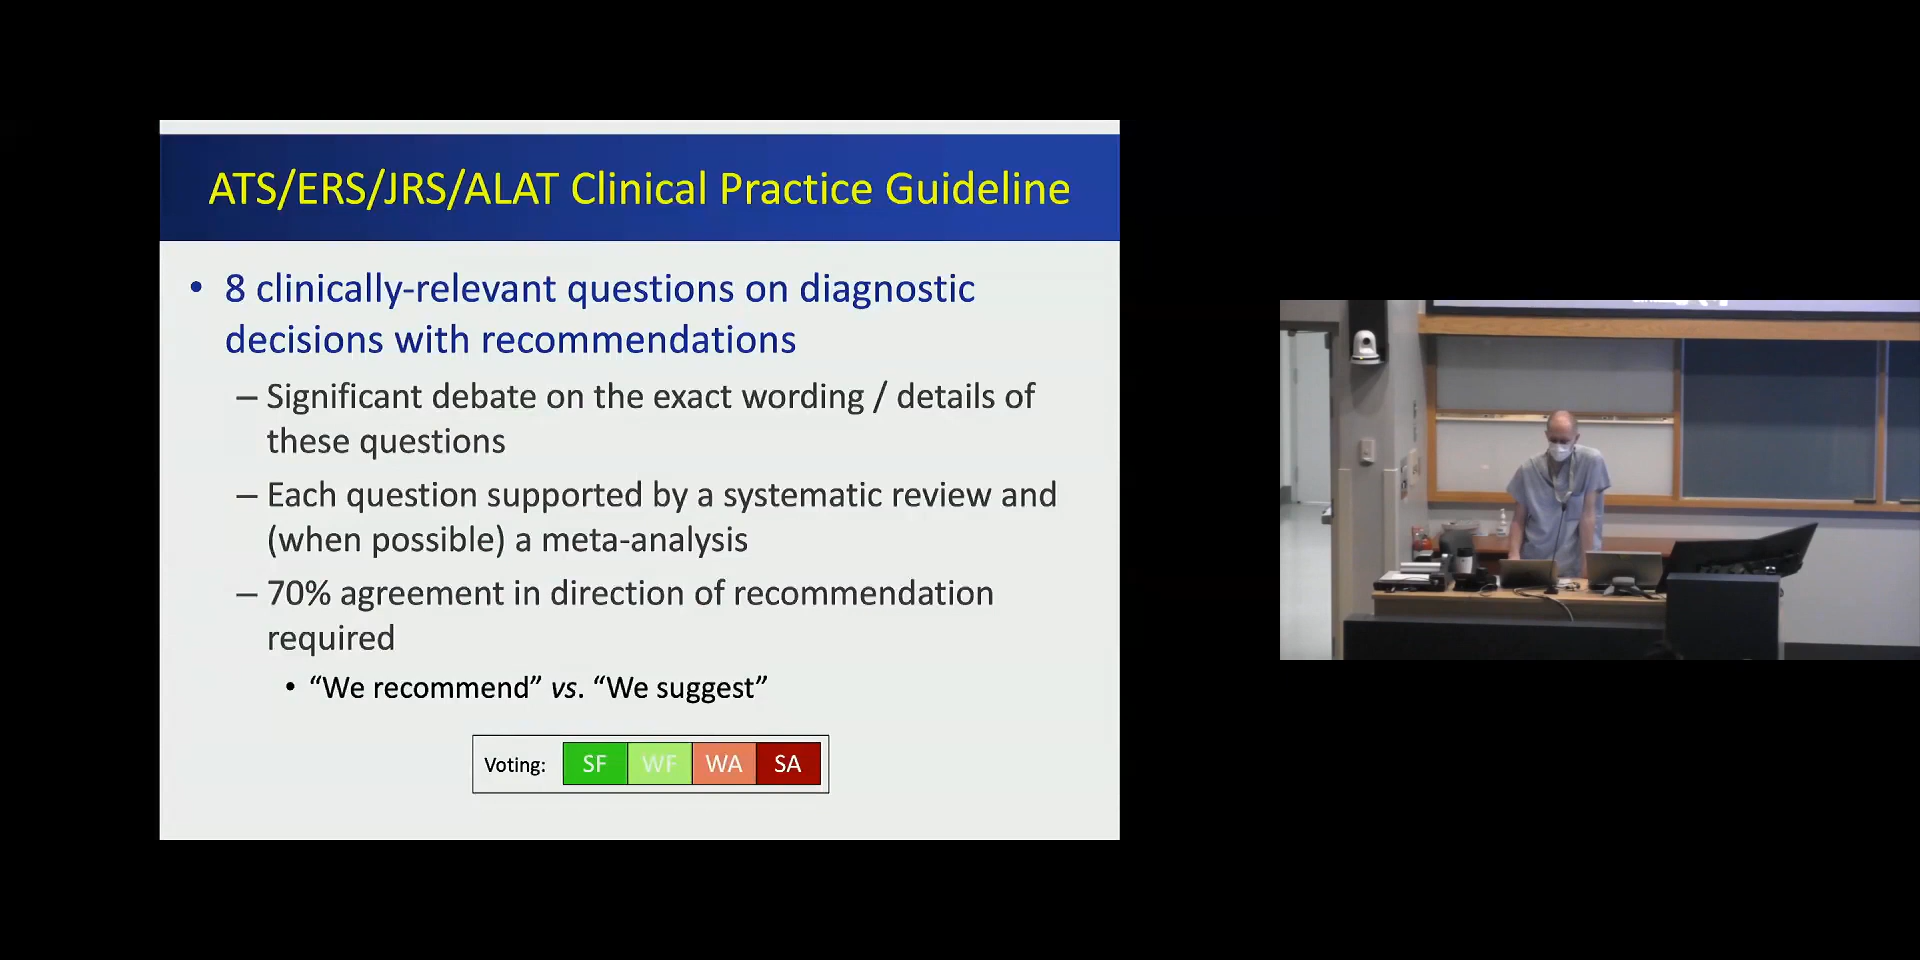 ATS/ERS/JRS/ALAT Clinical Practice Guideline
• 8 clinically-relevant questions on diagnostic
decisions with recommendations
– Significant debate on the exact wording / details of
these questions
– Each question supported by a systematic review and
(when possible) a meta-analysis
– 70% agreement in direction of recommendation
required
• “We recommend” vs. “We suggest”
Voting: SF WF WA SA